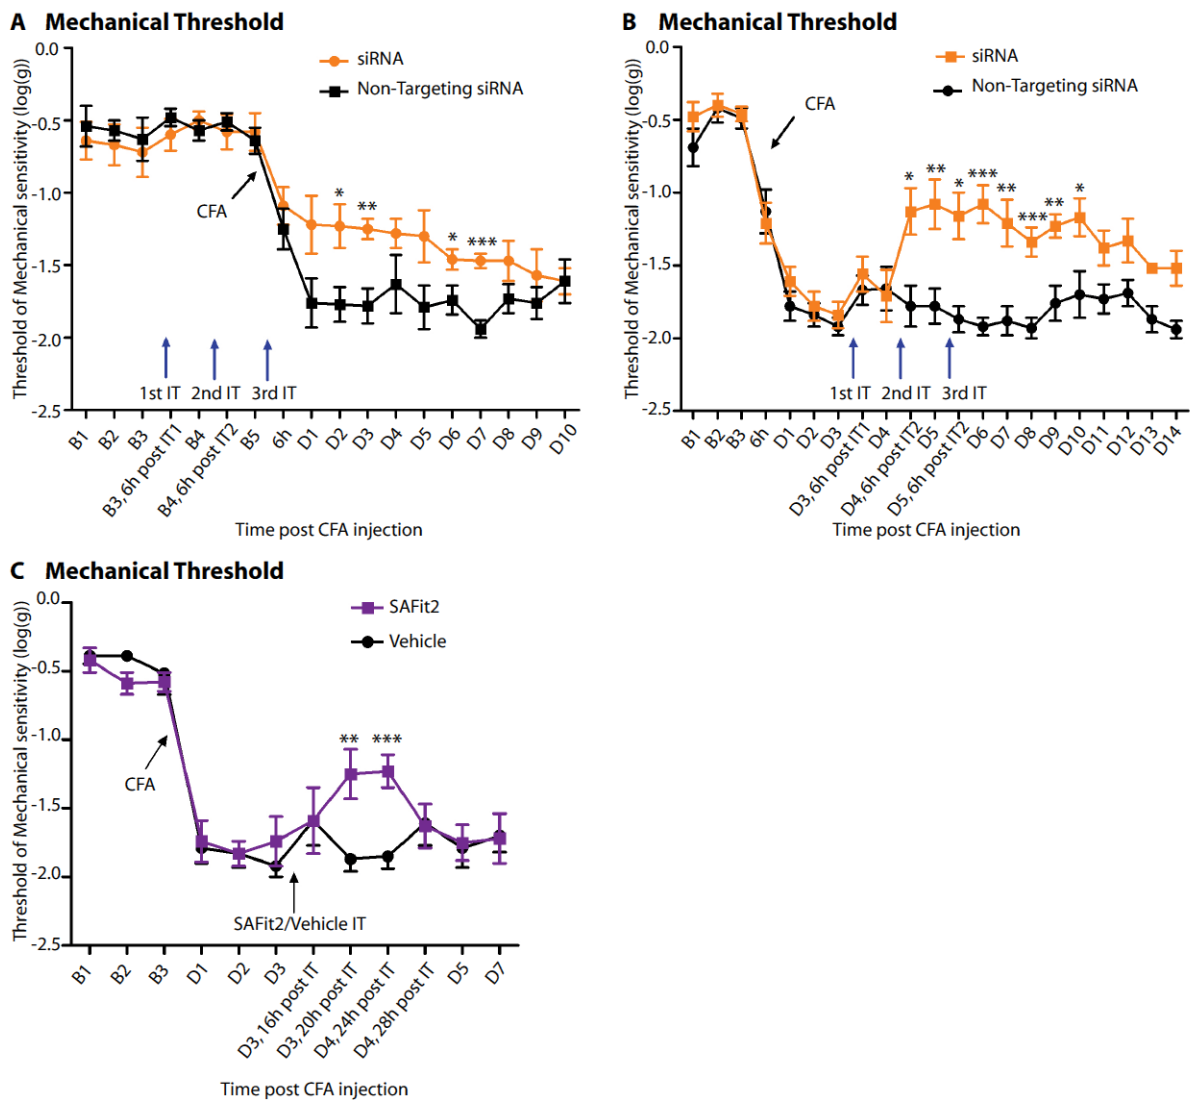 A Mechanical Threshold
siRNA
Non-Targeting siRNA
Threshold of Mechanical sensitivity (log(g))
0.0
-0.5
-1.0
-1.5
-2.0
-2.5
CFA
* ** * ***
1st IT 2nd IT 3rd IT
B1 B2 B3 B3, 6h post IT1 B4 B4, 6h post IT2 B5 6h D1 D2 D3 D4 D5 D6 D7 D8 D9 D10
Time post CFA injection
B Mechanical Threshold
siRNA
Non-Targeting siRNA
Threshold of Mechanical sensitivity (log(g))
0.0
-0.5
-1.0
-1.5
-2.0
-2.5
CFA
* ** * *** ** *** ** *
1st IT 2nd IT 3rd IT
B1 B2 B3 6h D1 D2 D3 D3, 6h post IT1 D4 D4, 6h post IT2 D5 D5, 6h post IT2 D6 D7 D8 D9 D10 D11 D12 D13 D14
Time post CFA injection
C Mechanical Threshold
SAFit2
Vehicle
Threshold of Mechanical sensitivity (log(g))
0.0
-0.5
-1.0
-1.5
-2.0
-2.5
CFA
** ***
SAFit2/Vehicle IT
B1 B2 B3 D1 D2 D3 D3, 16h post IT D3, 20h post IT D4, 24h post IT D4, 28h post IT D5 D7
Time post CFA injection